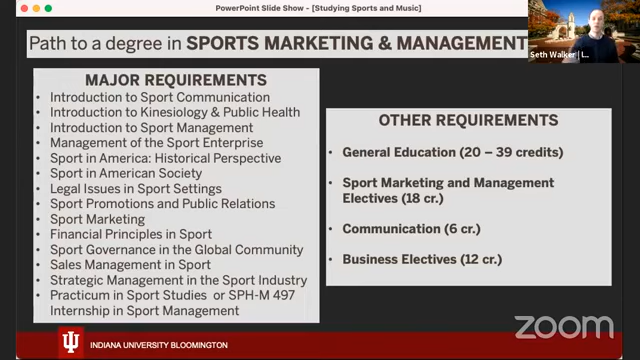 PowerPoint Slide Show - [Studying Sports and Music]
Path to a degree in SPORTS MARKETING & MANAGEMENT
Seth Walker | L...
MAJOR REQUIREMENTS
• Introduction to Sport Communication
• Introduction to Kinesiology & Public Health
• Introduction to Sport Management
• Management of the Sport Enterprise
• Sport in America: Historical Perspective
• Sport in American Society
• Legal Issues in Sport Settings
• Sport Promotions and Public Relations
• Sport Marketing
• Financial Principles in Sport
• Sport Governance in the Global Community
• Sales Management in Sport
• Strategic Management in the Sport Industry
• Practicum in Sport Studies or SPH-M 497
Internship in Sport Management
OTHER REQUIREMENTS
• General Education (20 – 39 credits)
• Sport Marketing and Management
Electives (18 cr.)
• Communication (6 cr.)
• Business Electives (12 cr.)
INDIANA UNIVERSITY BLOOMINGTON
zoom